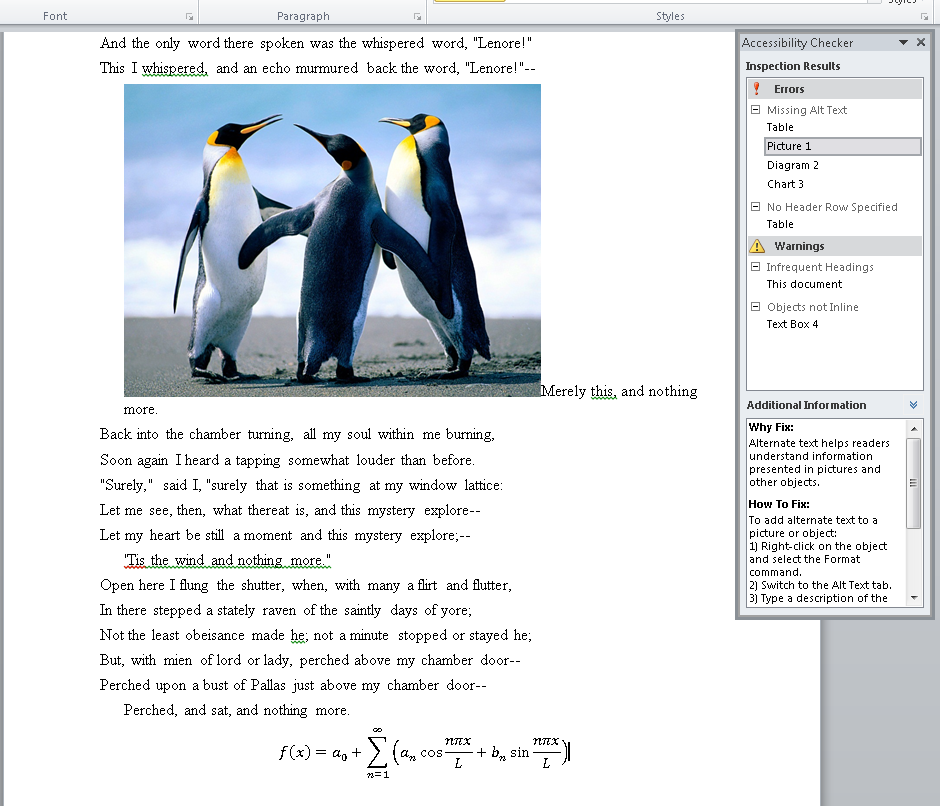 Styles
Font
Paragraph
Styles
And the only word there spoken was the whispered word, "Lenore!"
This I whispered, and an echo murmured back the word, "Lenore!"--
Merely this, and nothing
more.
Back into the chamber turning, all my soul within me burning,
Soon again I heard a tapping somewhat louder than before.
"Surely," said I, "surely that is something at my window lattice:
Let me see, then, what thereat is, and this mystery explore--
Let my heart be still a moment and this mystery explore;--
'Tis the wind and nothing more."
Open here I flung the shutter, when, with many a flirt and flutter,
In there stepped a stately raven of the saintly days of yore;
Not the least obeisance made he; not a minute stopped or stayed he;
But, with mien of lord or lady, perched above my chamber door--
Perched upon a bust of Pallas just above my chamber door--
Perched, and sat, and nothing more.
f(x) = a₀ + ∑ₙ₌₁^∞ (aₙ cos nπx/L + bₙ sin nπx/L)
Accessibility Checker
Inspection Results
Errors
Missing Alt Text
Table
Picture 1
Diagram 2
Chart 3
No Header Row Specified
Table
Warnings
Infrequent Headings
This document
Objects not Inline
Text Box 4
Additional Information
Why Fix:
Alternate text helps readers
understand information
presented in pictures and
other objects.
How To Fix:
To add alternate text to a
picture or object:
1) Right-click on the object
and select the Format
command.
2) Switch to the Alt Text tab.
3) Type a description of the